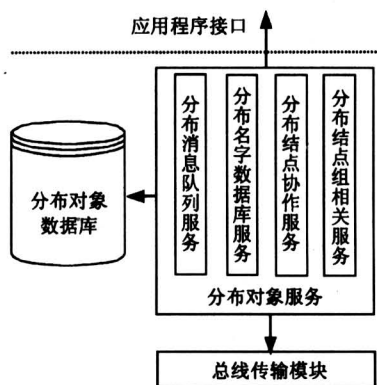 应用程序接口
分布消息队列服务
分布名字数据库服务
分布结点协作服务
分布结点组相关服务
分布对象
数据库
分布对象服务
总线传输模块